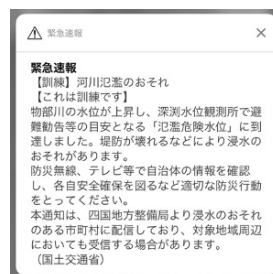 緊急速報
緊急速報
【訓練】河川氾濫のおそれ
【これは訓練です】
物部川の水位が上昇し、深渕水位観測所で避
難勧告等の目安となる「氾濫危険水位」に到
達しました。堤防が壊れるなどにより浸水の
おそれがあります。
防災無線、テレビ等で自治体の情報を確認
し、各自安全確保を図るなど適切な防災行動
をとってください。
本通知は、四国地方整備局より浸水のおそれ
のある市町村に配信しており、対象地域周辺
においても受信する場合があります。
（国土交通省）